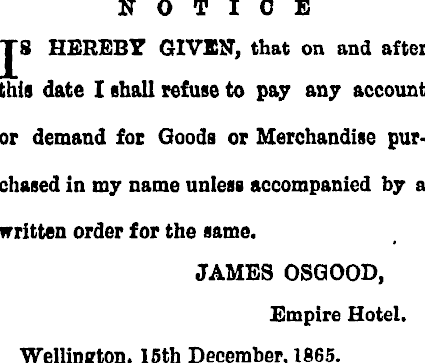 NOTICE
IS HEREBY GIVEN, that on and after
this date I shall refuse to pay any account
or demand for Goods or Merchandise pur-
chased in my name unless accompanied by a
written order for the same.
JAMES OSGOOD,
Empire Hotel.
Wellington, 15th December, 1865.